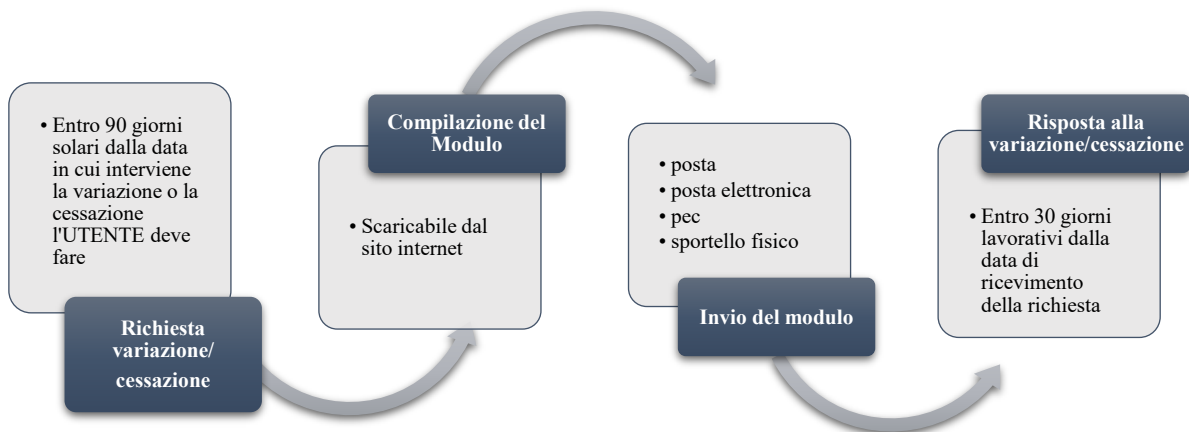 • Entro 90 giorni
solari dalla data
in cui interviene
la variazione o la
cessazione
l'UTENTE deve
fare
Richiesta
variazione/
cessazione
Compilazione del
Modulo
• Scaricabile dal
sito internet
• posta
• posta elettronica
• pec
• sportello fisico
Invio del modulo
Risposta alla
variazione/cessazione
• Entro 30 giorni
lavorativi dalla
data di
ricevimento
della richiesta